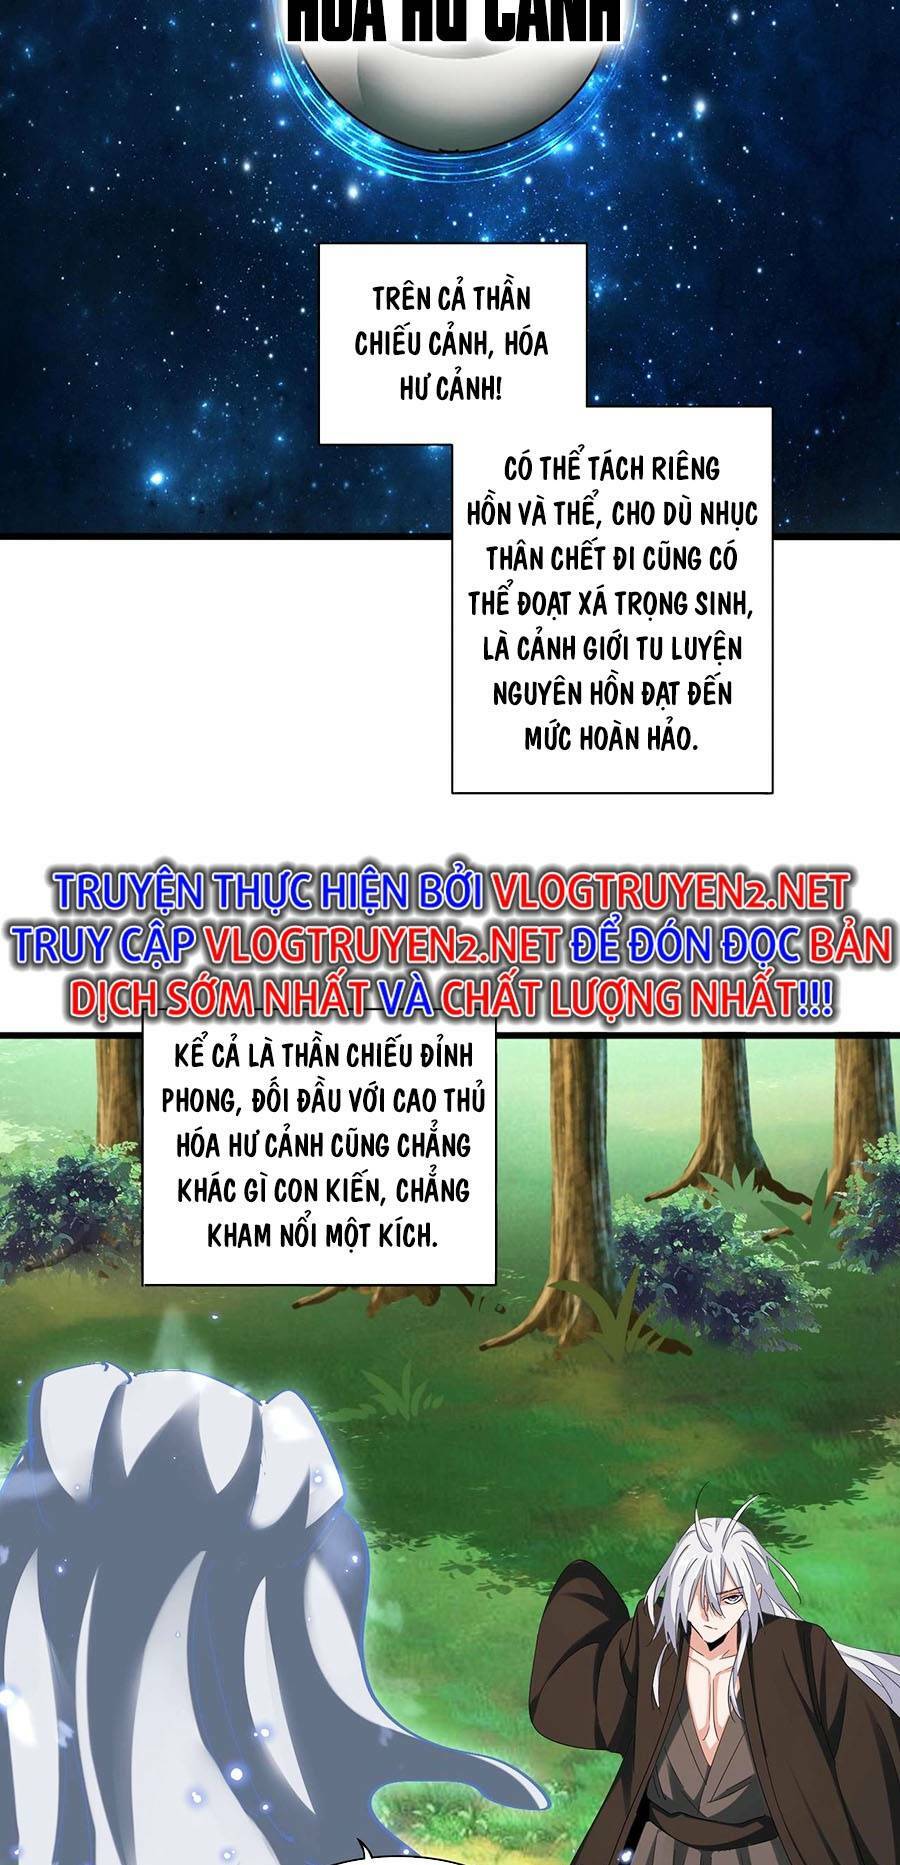 HÓA HƯ CẢNH
TRÊN CẢ THẦN
CHIẾU CẢNH, HÓA
HƯ CẢNH!
CÓ THỂ TÁCH RIÊNG
HỒN VÀ THỂ, CHO DÙ NHỤC
THÂN CHẾT ĐI CŨNG CÓ
THỂ ĐOẠT XÁ TRỌNG SINH,
LÀ CẢNH GIỚI TU LUYỆN
NGUYÊN HỒN ĐẠT ĐẾN
MỨC HOÀN HẢO.
TRUYỆN THỰC HIỆN BỞI VLOGTRUYEN2.NET
TRUY CẬP VLOGTRUYEN2.NET ĐỂ ĐÓN ĐỌC BẢN
DỊCH SỚM NHẤT VÀ CHẤT LƯỢNG NHẤT!!!
KỂ CẢ LÀ THẦN CHIẾU ĐỈNH
PHONG, ĐỐI ĐẦU VỚI CAO THỦ
HÓA HƯ CẢNH CŨNG CHẲNG
KHÁC GÌ CON KIẾN, CHẲNG
KHAM NỔI MỘT KÍCH.